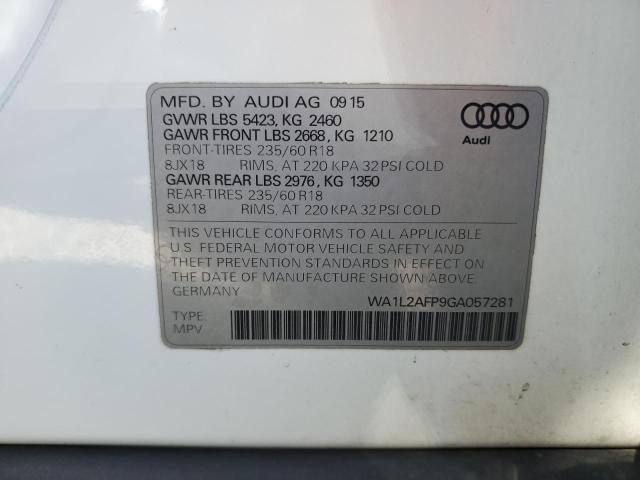 MFD. BY AUDI AG 09 15
GVWR LBS 5423, KG 2460
GAWR FRONT LBS 2668, KG 1210
FRONT-TIRES 235/60 R18
8JX18 RIMS, AT 220 KPA 32 PSI COLD
GAWR REAR LBS 2976, KG 1350
REAR-TIRES 235/60 R18
8JX18 RIMS, AT 220 KPA 32 PSI COLD
Audi
THIS VEHICLE CONFORMS TO ALL APPLICABLE
U.S. FEDERAL MOTOR VEHICLE SAFETY AND
THEFT PREVENTION STANDARDS IN EFFECT ON
THE DATE OF MANUFACTURE SHOWN ABOVE.
GERMANY WA1L2AFP9GA057281
TYPE:
MPV